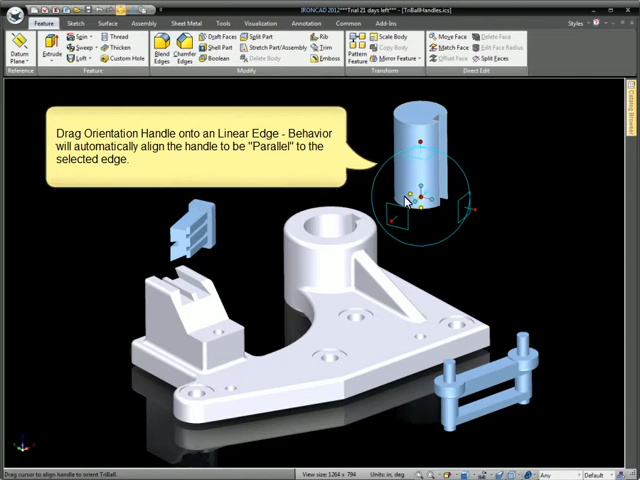 IRONCAD 2012***Trial 21 days left*** - [TriBallHandles.ics]
Feature Sketch Surface Assembly Sheet Metal Tools Visualization Annotation Common Add-Ins Styles
Datum Plane
Extrude
Spin
Sweep
Loft
Thread
Thicken
Custom Hole
Blend Edges
Chamfer Edges
Draft Faces
Shell Part
Boolean
Split Part
Stretch Part/Assembly
Delete Body
Rib
Trim
Emboss
Pattern Feature
Scale Body
Copy Body
Mirror Feature
Move Face
Match Face
Offset Face
Delete Face
Edit Face Radius
Split Faces
Reference Feature Modify Transform Direct Edit
Catalog Browser
Drag Orientation Handle onto an Linear Edge - Behavior
will automatically align the handle to be "Parallel" to the
selected edge.
Drag cursor to align handle to orient TriBall.
View size: 1264 x 794
Units: in, deg
Any
Default